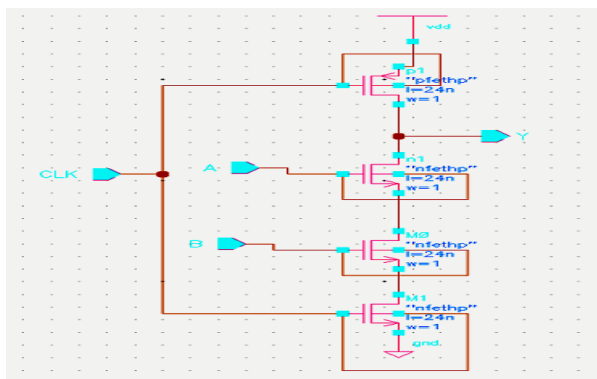 vdd
p1
"pfethp"
l=24n
w=1
Y
CLK
A
n1
"nfethp"
l=24n
w=1
B
M0
"nfethp"
l=24n
w=1
M1
"nfethp"
l=24n
w=1
gnd